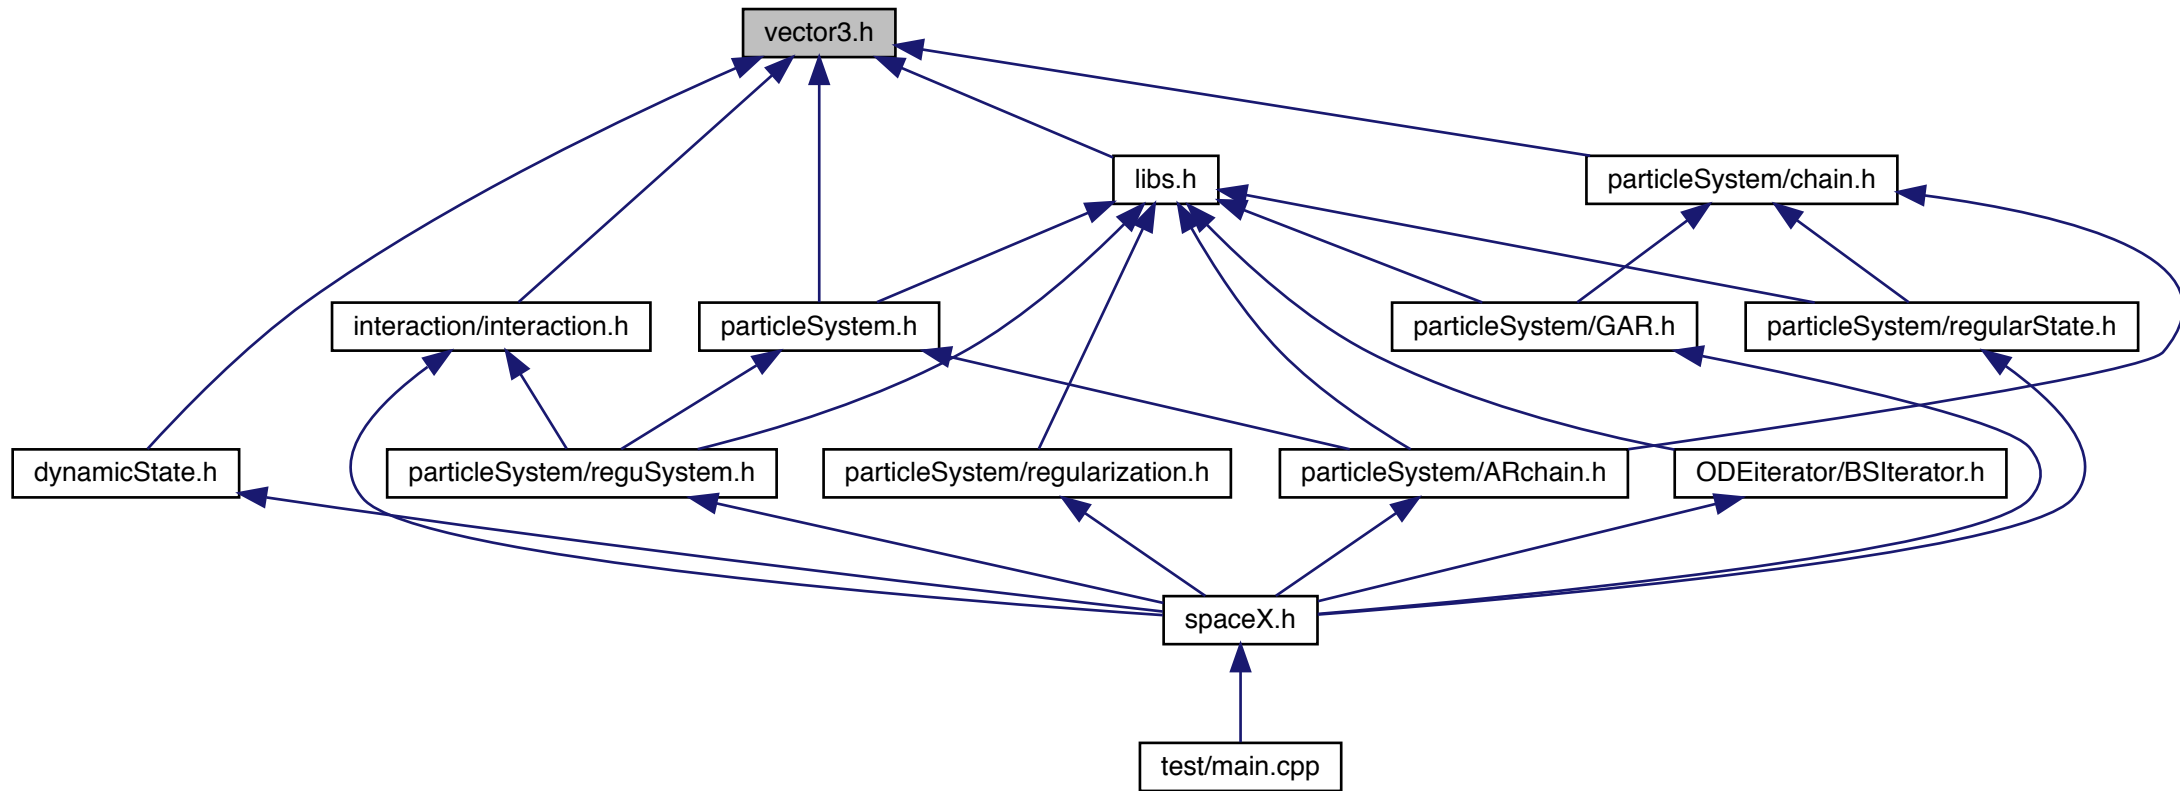 vector3.h
libs.h
particleSystem/chain.h
interaction/interaction.h
particleSystem.h
particleSystem/GAR.h
particleSystem/regularState.h
dynamicState.h
particleSystem/reguSystem.h
particleSystem/regularization.h
particleSystem/ARchain.h
ODEiterator/BSIterator.h
spaceX.h
test/main.cpp